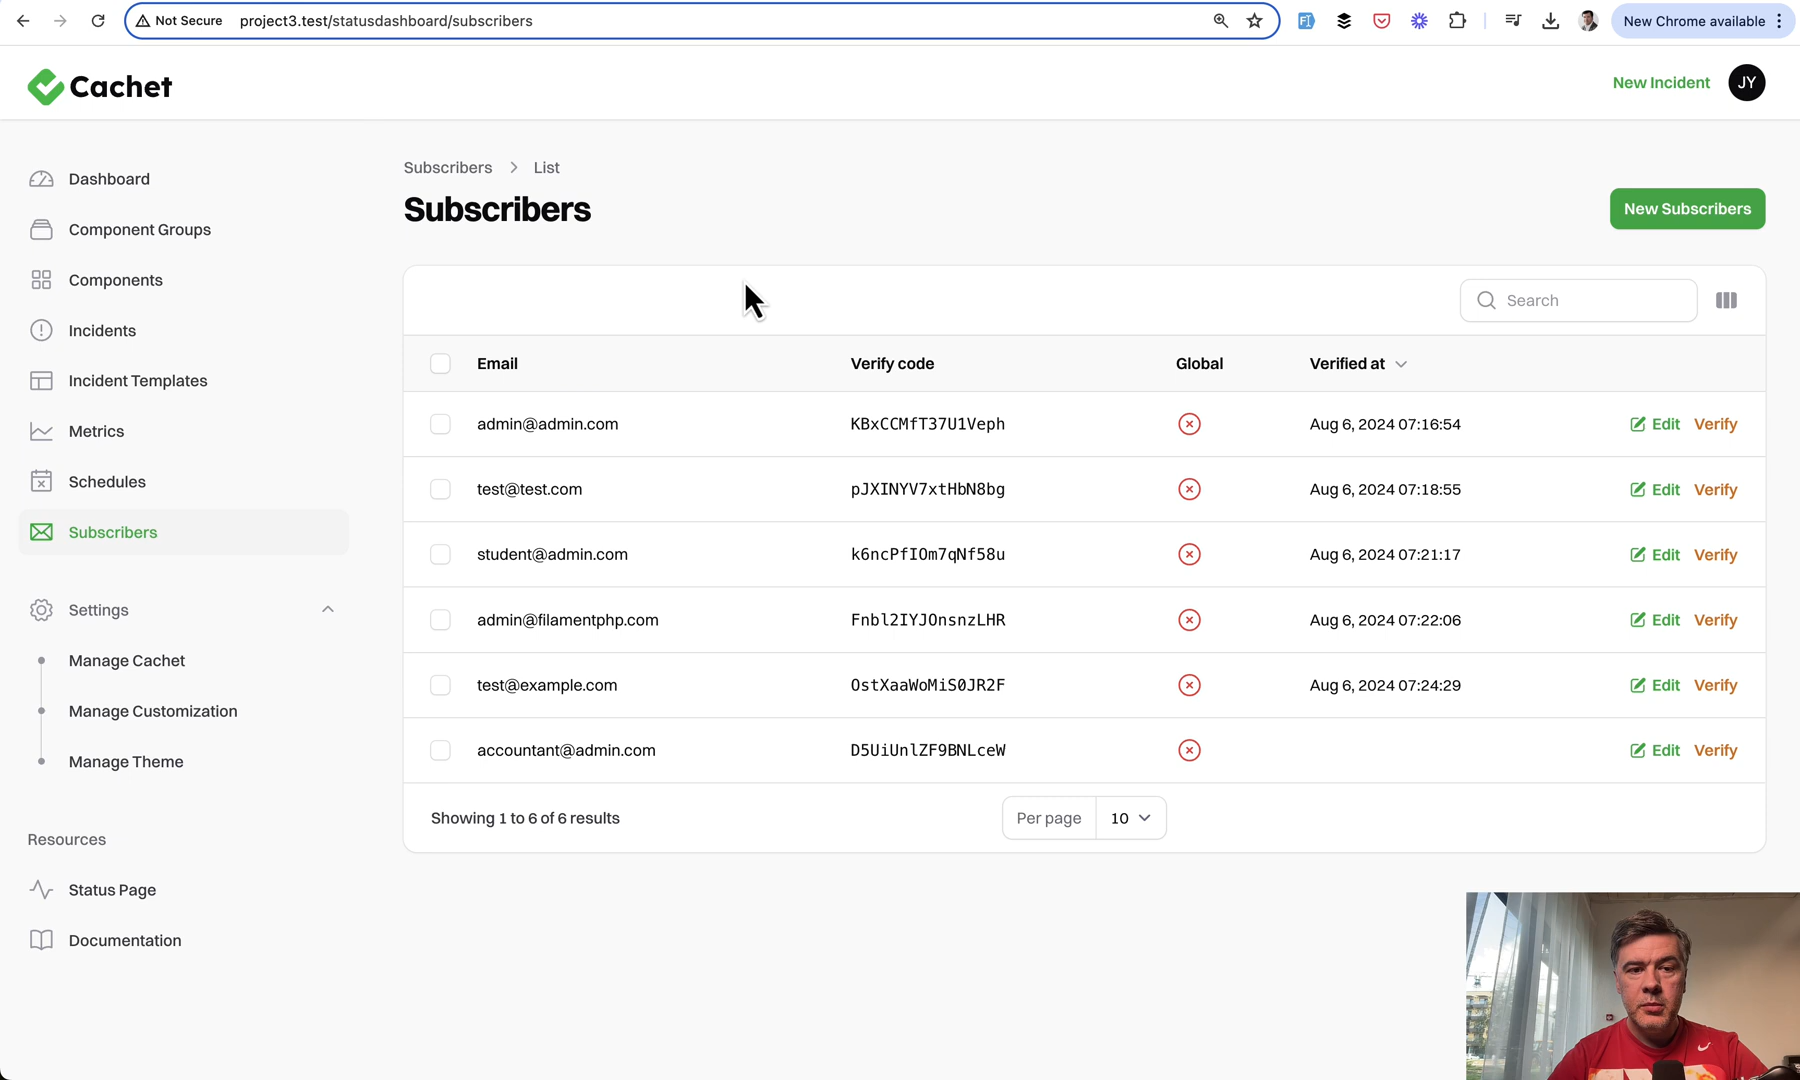 Not Secure project3.test/statusdashboard/subscribers New Chrome available
Cachet
New Incident JY
Dashboard
Component Groups
Components
Incidents
Incident Templates
Metrics
Schedules
Subscribers
Settings
Manage Cachet
Manage Customization
Manage Theme
Resources
Status Page
Documentation
Subscribers List
Subscribers
New Subscribers
Search
Email Verify code Global Verified at
admin@admin.com KBxCCMfT37U1Veph Aug 6, 2024 07:16:54 Edit Verify
test@test.com pJXINYV7xtHbN8bg Aug 6, 2024 07:18:55 Edit Verify
student@admin.com k6ncPfIOm7qNf58u Aug 6, 2024 07:21:17 Edit Verify
admin@filamentphp.com Fnbl2IYJOnsnzLHR Aug 6, 2024 07:22:06 Edit Verify
test@example.com OstXaaWoMiS0JR2F Aug 6, 2024 07:24:29 Edit Verify
accountant@admin.com D5UiUnlZF9BNLceW Edit Verify
Showing 1 to 6 of 6 results Per page 10